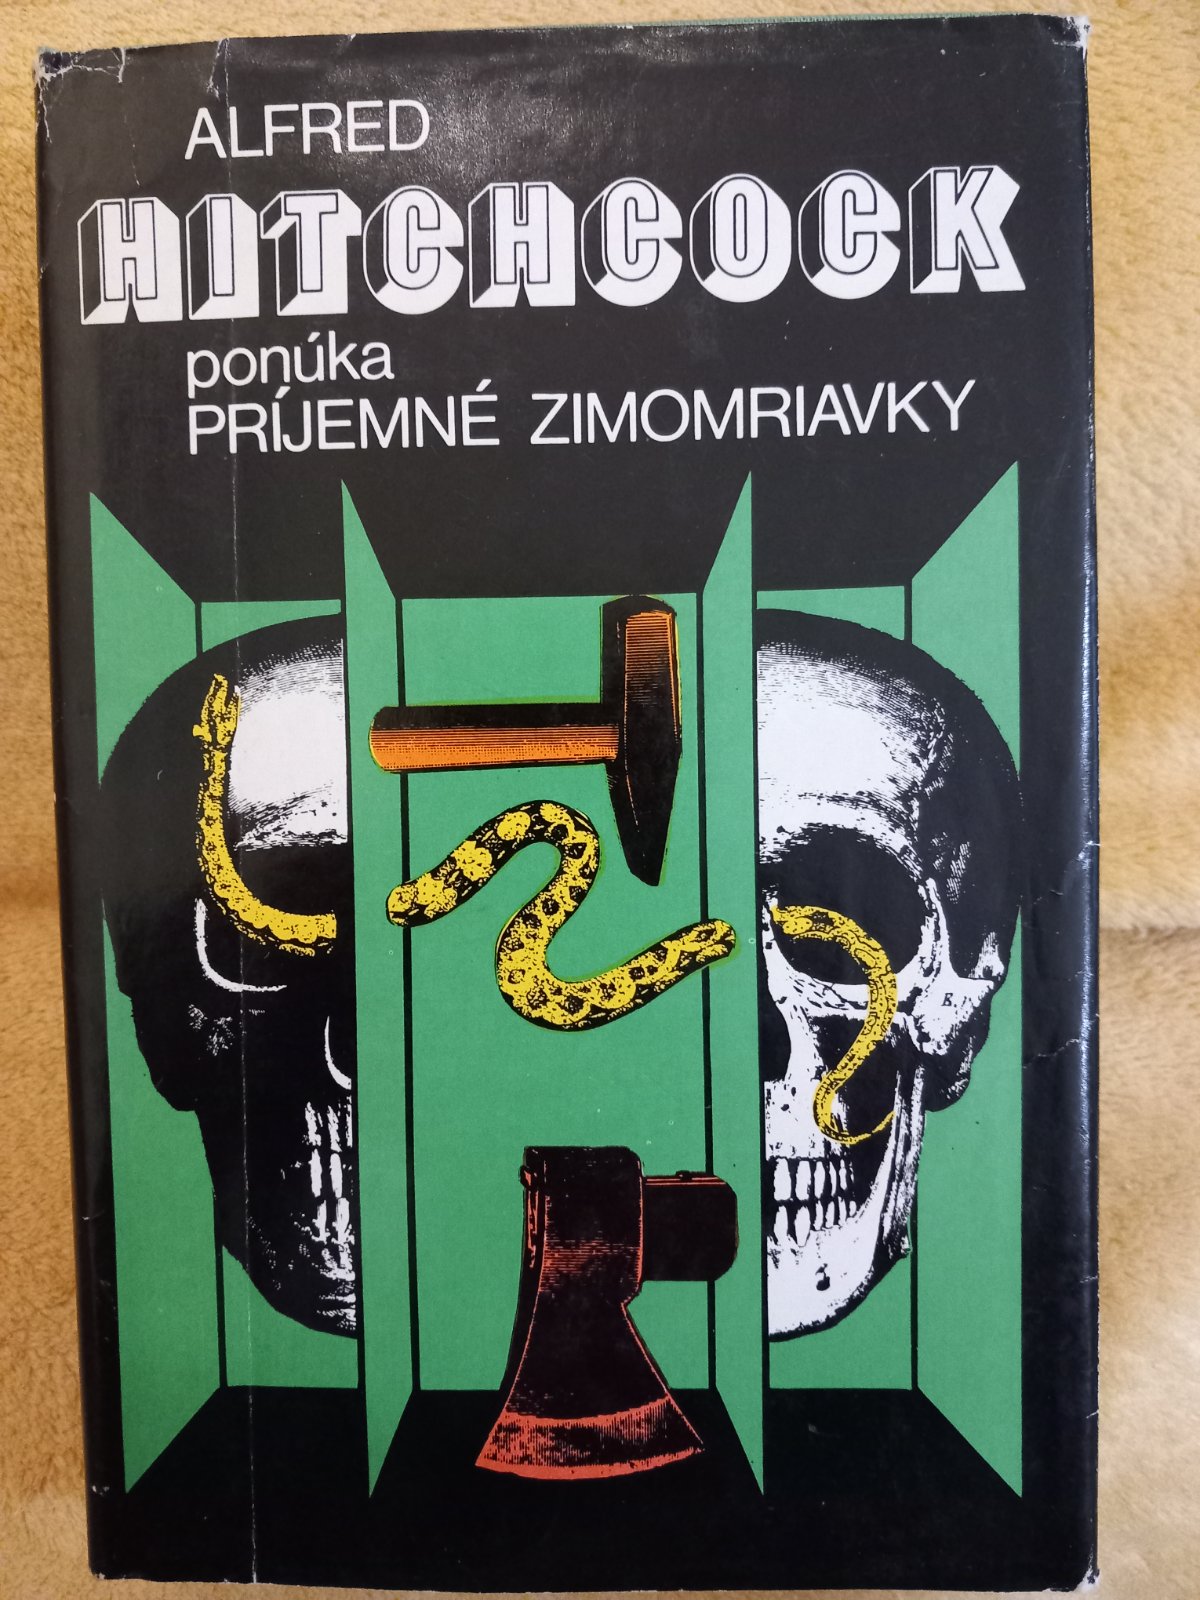 ALFRED
HITCHCOCK
ponúka
PRÍJEMNÉ ZIMOMRIAVKY